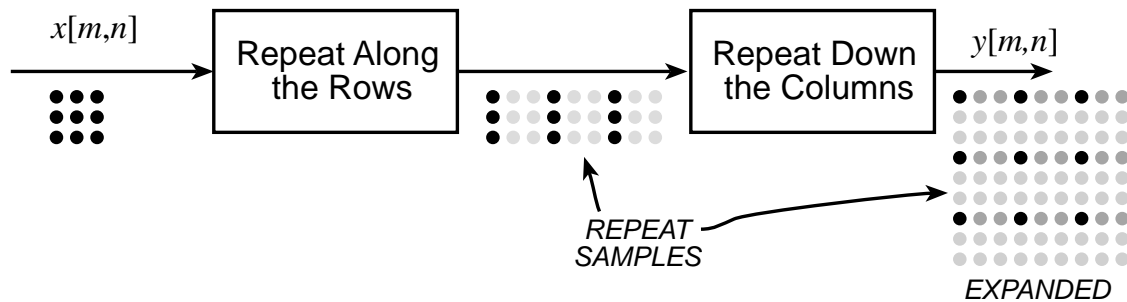 x[m,n]
Repeat Along
the Rows
Repeat Down
the Columns
y[m,n]
REPEAT
SAMPLES
EXPANDED